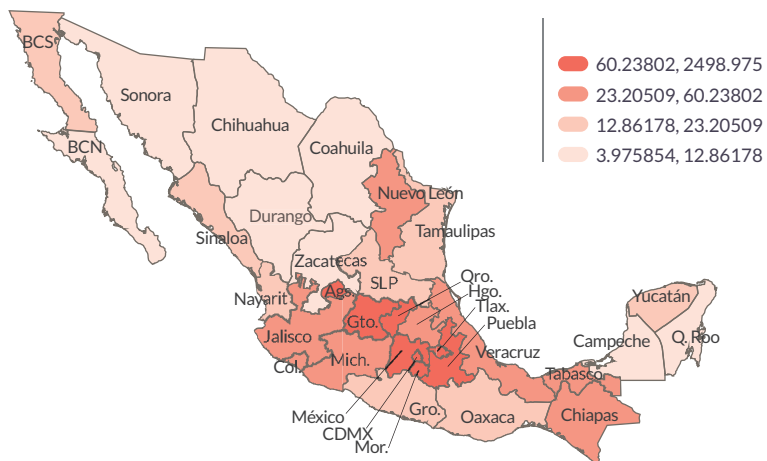 BCS
60.23802, 2498.975
23.20509, 60.23802
12.86178, 23.20509
3.975854, 12.86178
Sonora
Chihuahua
BCN
Coahuila
Nuevo León
Durango
Sinaloa
Tamaulipas
Zacatecas
SLP
Qro.
Hgo.
Ags.
Nayarit
Tlax.
Yucatán
Gto.
Puebla
Jalisco
Q. Roo
Campeche
Veracruz
Mich.
Col.
Tabasco
México
Gro.
Oaxaca
Chiapas
CDMX
Mor.